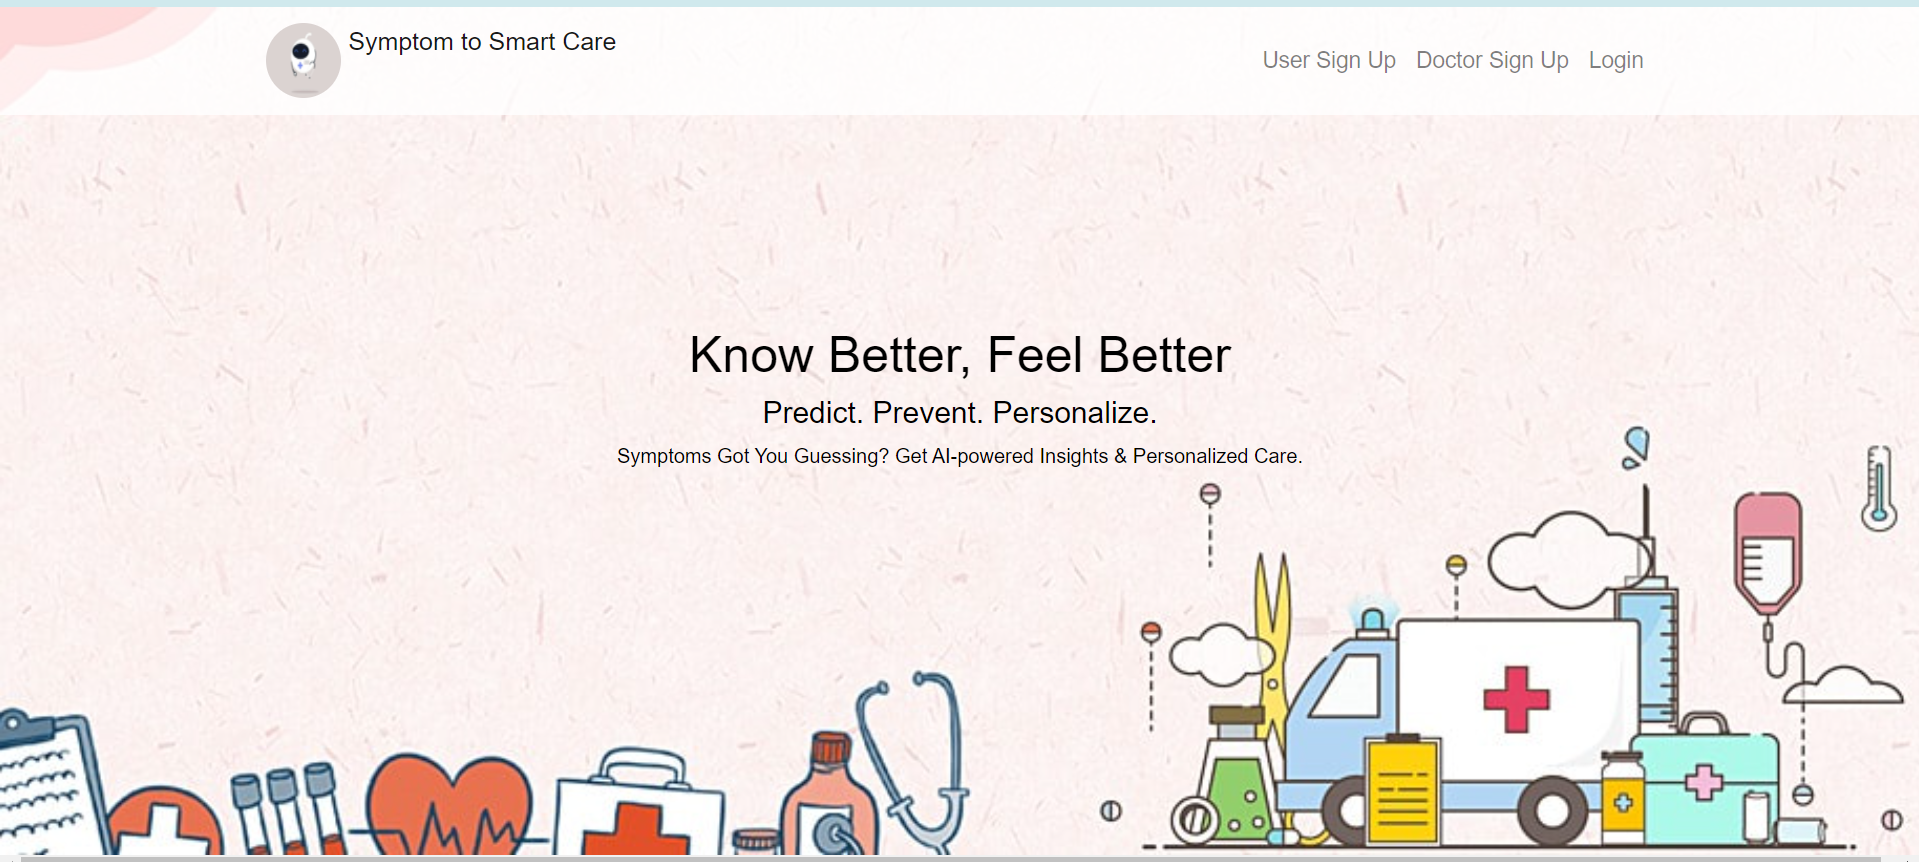 Symptom to Smart Care
User Sign Up Doctor Sign Up Login
Know Better, Feel Better
Predict. Prevent. Personalize.
Symptoms Got You Guessing? Get AI-powered Insights & Personalized Care.